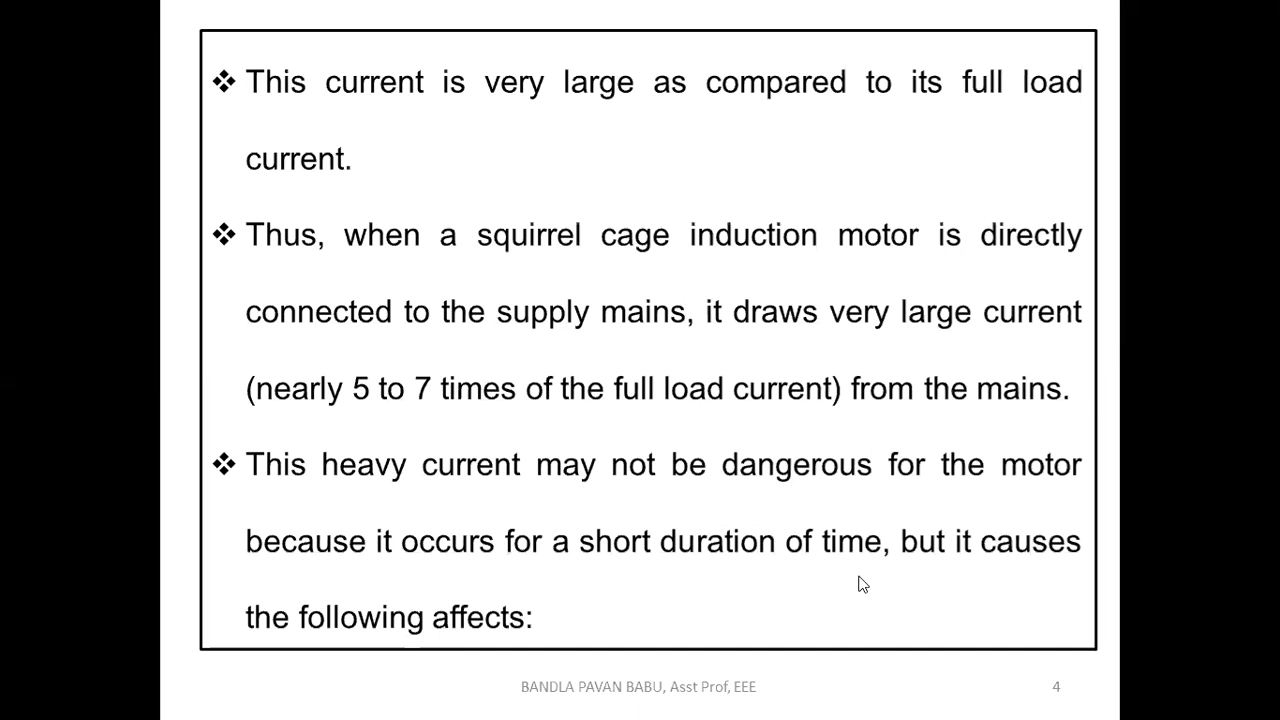 ❖ This current is very large as compared to its full load
current.
❖ Thus, when a squirrel cage induction motor is directly
connected to the supply mains, it draws very large current
(nearly 5 to 7 times of the full load current) from the mains.
❖ This heavy current may not be dangerous for the motor
because it occurs for a short duration of time, but it causes
the following affects:
BANDLA PAVAN BABU, Asst Prof, EEE
4